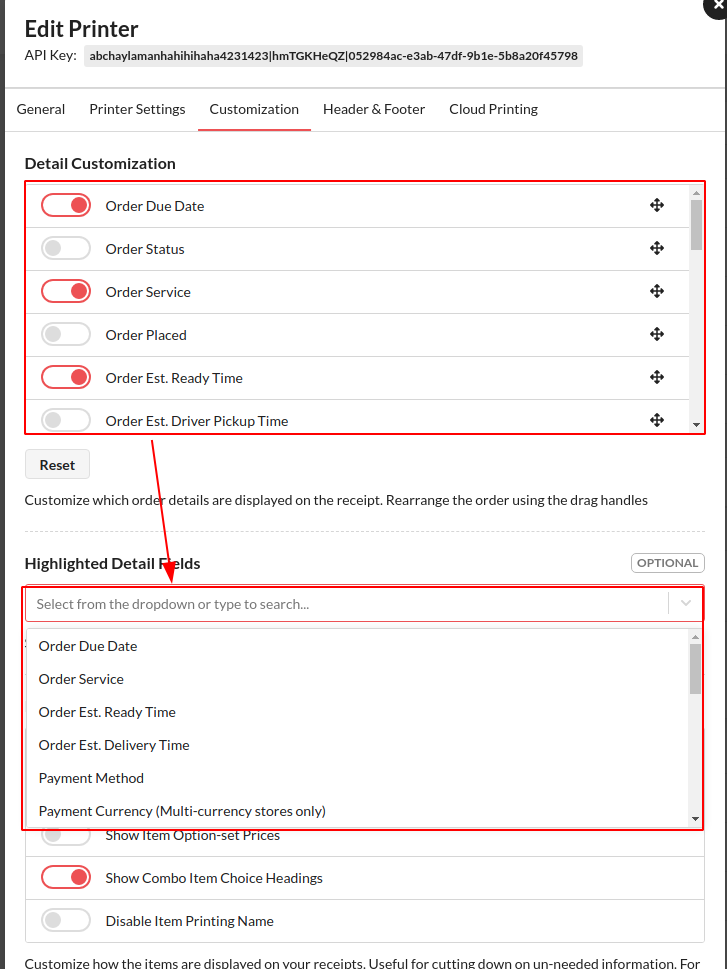 Edit Printer
API Key: abchaylamanhahihihaha4231423|hmTGKHeQZ|052984ac-e3ab-47df-9b1e-5b8a20f45798
General Printer Settings Customization Header & Footer Cloud Printing
Detail Customization
Order Due Date
Order Status
Order Service
Order Placed
Order Est. Ready Time
Order Est. Driver Pickup Time
Reset
Customize which order details are displayed on the receipt. Rearrange the order using the drag handles
Highlighted Detail Fields OPTIONAL
Select from the dropdown or type to search...
Order Due Date
Order Service
Order Est. Ready Time
Order Est. Delivery Time
Payment Method
Payment Currency (Multi-currency stores only)
Show Item Option-set Prices
Show Combo Item Choice Headings
Disable Item Printing Name
Customize how the items are displayed on your receipts. Useful for cutting down on un-needed information. For